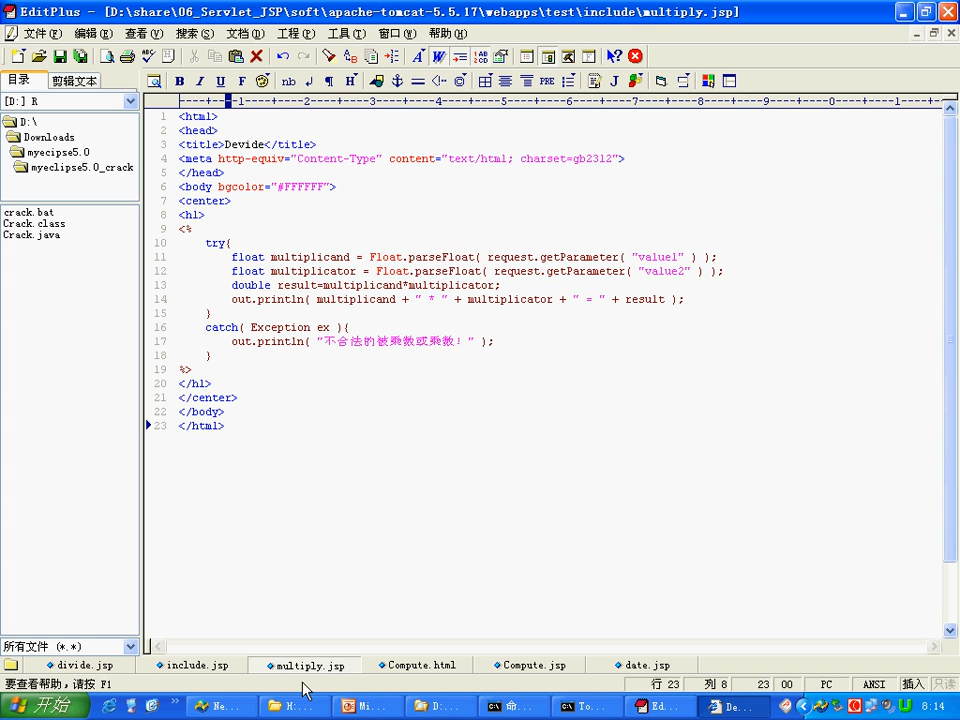 EditPlus - [D:\share\06_Servlet_JSP\soft\apache-tomcat-5.5.17\webapps\test\include\multiply.jsp]
文件(F) 编辑(E) 查看(V) 搜索(S) 文档(D) 工程(P) 工具(T) 窗口(W) 帮助(H)
目录 剪辑文本
[D:] R
D:\
Downloads
myecipse5.0
myeclipse5.0_crack
crack.bat
Crack.class
Crack.java
所有文件 (*.*)
1 <html>
2 <head>
3 <title>Devide</title>
4 <meta http-equiv="Content-Type" content="text/html; charset=gb2312">
5 </head>
6 <body bgcolor="#FFFFFF">
7 <center>
8 <h1>
9 <%
10 try{
11 float multiplicand = Float.parseFloat( request.getParameter( "value1" ) );
12 float multiplicator = Float.parseFloat( request.getParameter( "value2" ) );
13 double result=multiplicand*multiplicator;
14 out.println( multiplicand + " * " + multiplicator + " = " + result );
15 }
16 catch( Exception ex ){
17 out.println( "不合法的被乘数或乘数！" );
18 }
19 %>
20 </h1>
21 </center>
22 </body>
23 </html>
divide.jsp include.jsp multiply.jsp Compute.html Compute.jsp date.jsp
要查看帮助，请按 F1 行 23 列 8 23 00 PC ANSI 插入 只读
开始 Ne... H:... Mi... D:... 命... To... Ed... De... 8:14